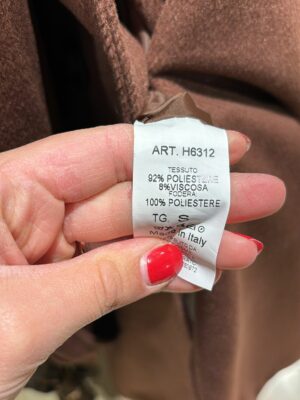 ART. H6312
TESSUTO
92% POLIESTERE
8%VISCOSA
FODERA
100% POLIESTERE
TG S
Made in Italy